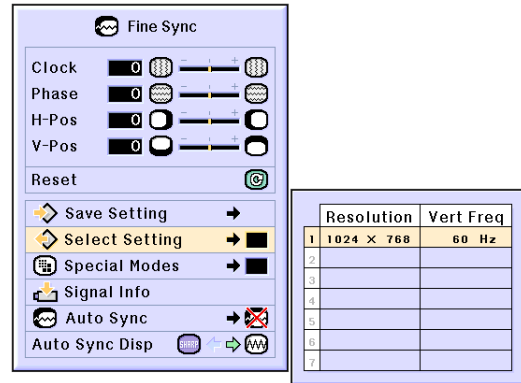 Fine Sync
Clock 0 - +
Phase 0 - +
H-Pos 0 - +
V-Pos 0 - +
Reset
Save Setting
Select Setting
Special Modes
Signal Info
Auto Sync
Auto Sync Disp SHARP
Resolution Vert Freq
1 1024 × 768 60 Hz
2
3
4
5
6
7